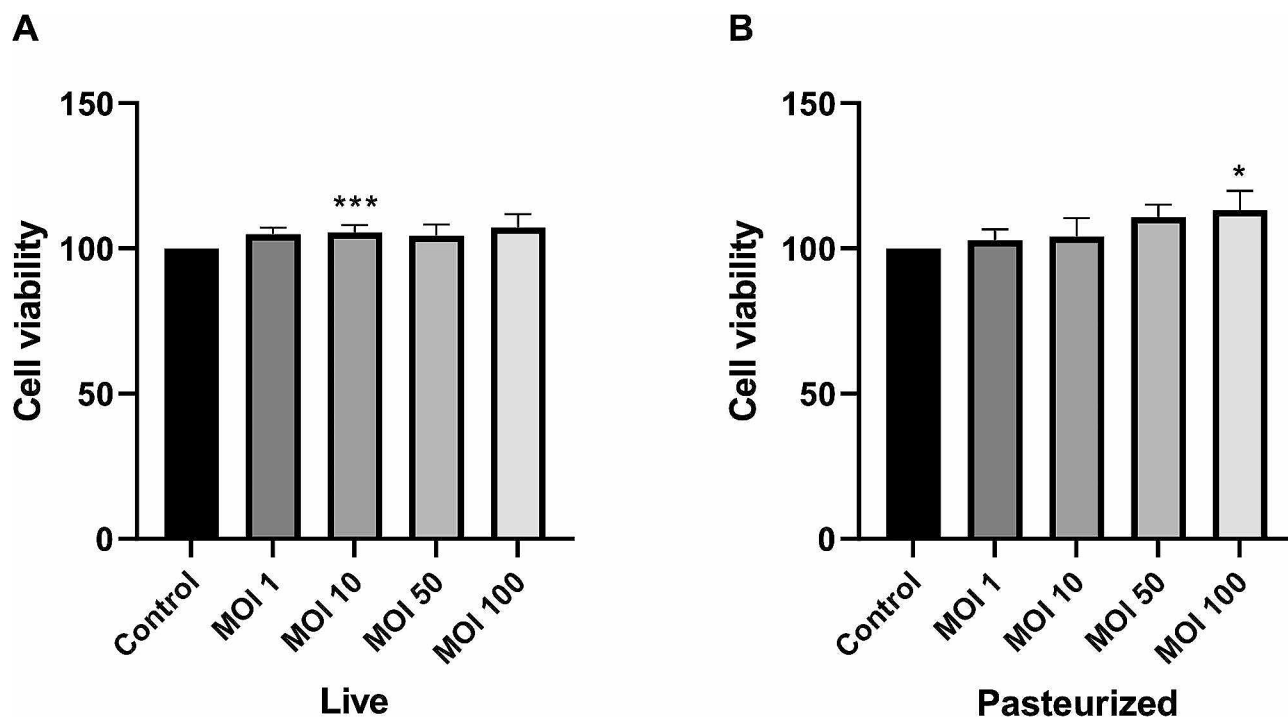 A
Cell viability
150
100
50
0
***
Control
MOI 1
MOI 10
MOI 50
MOI 100
Live
B
Cell viability
150
100
50
0
*
Control
MOI 1
MOI 10
MOI 50
MOI 100
Pasteurized